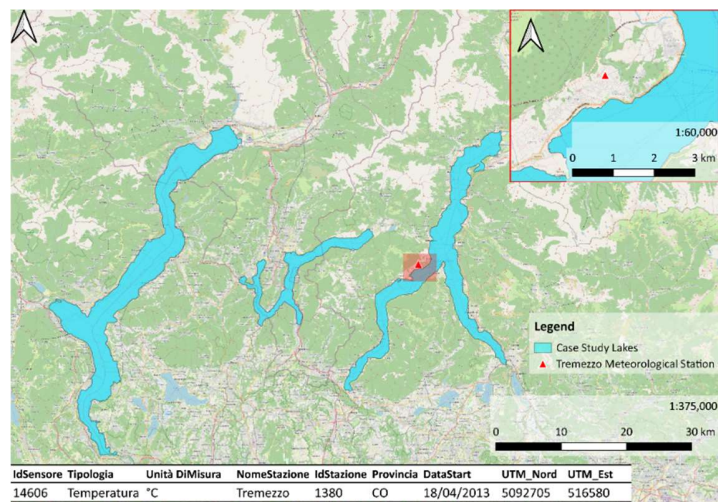 1:60,000
0 1 2 3 km
Legend
Case Study Lakes
Tremezzo Meteorological Station
1:375,000
0 10 20 30 km
IdSensore Tipologia Unità DiMisura NomeStazione IdStazione Provincia DataStart UTM_Nord UTM_Est
14606 Temperatura °C Tremezzo 1380 CO 18/04/2013 5092705 516580